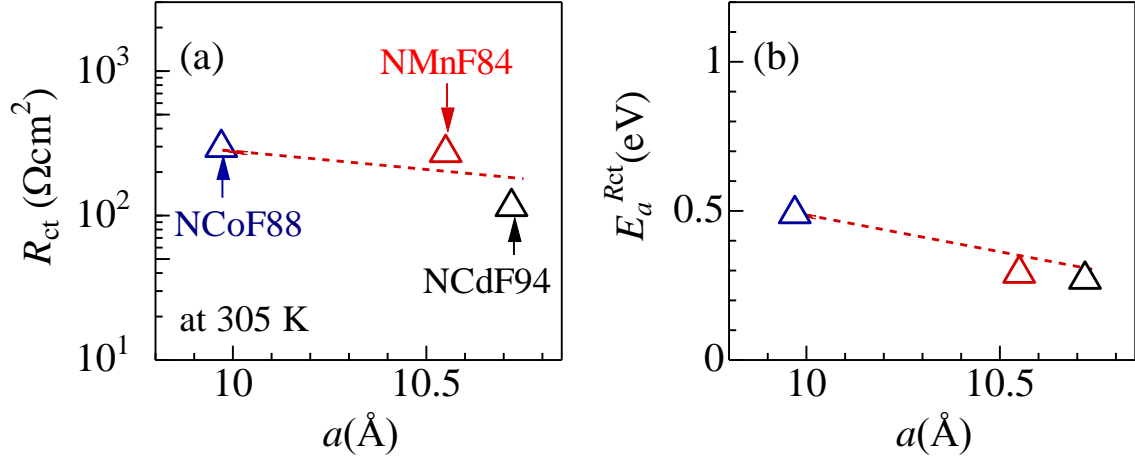 (a)
NMnF84
NCoF88
NCdF94
at 305 K
10³
10²
10¹
R_ct (Ωcm²)
10
10.5
a(Å)
(b)
1
0.5
0
E_a^Rct(eV)
10
10.5
a(Å)